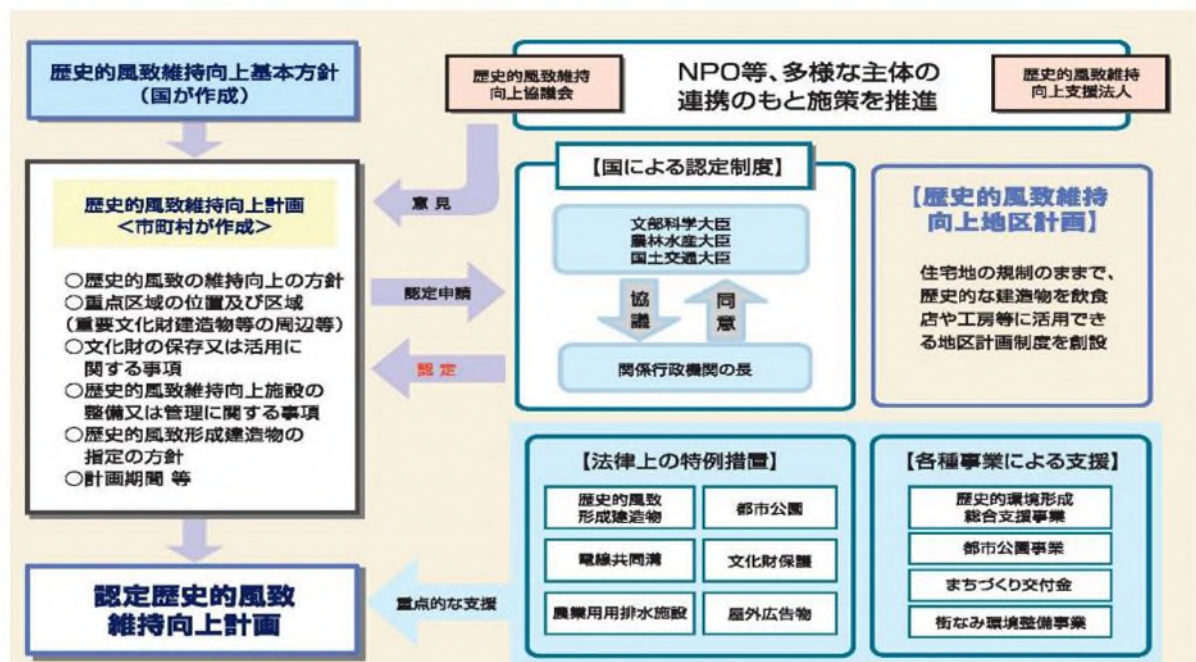 歴史的風致維持向上基本方針
（国が作成）
歴史的風致維持
向上協議会
NPO等、多様な主体の
連携のもと施策を推進
歴史的風致維持
向上支援法人
歴史的風致維持向上計画
＜市町村が作成＞
○歴史的風致の維持向上の方針
○重点区域の位置及び区域
（重要文化財建造物等の周辺等）
○文化財の保存又は活用に
関する事項
○歴史的風致維持向上施設の
整備又は管理に関する事項
○歴史的風致形成建造物の
指定の方針
○計画期間 等
意見
認定申請
認定
【国による認定制度】
文部科学大臣
農林水産大臣
国土交通大臣
協議
同意
関係行政機関の長
【歴史的風致維持
向上地区計画】
住宅地の規制のままで、
歴史的な建造物を飲食
店や工房等に活用でき
る地区計画制度を創設
認定歴史的風致
維持向上計画
重点的な支援
【法律上の特例措置】
歴史的風致
形成建造物
都市公園
電線共同溝
文化財保護
農業用用排水施設
屋外広告物
【各種事業による支援】
歴史的環境形成
総合支援事業
都市公園事業
まちづくり交付金
街なみ環境整備事業